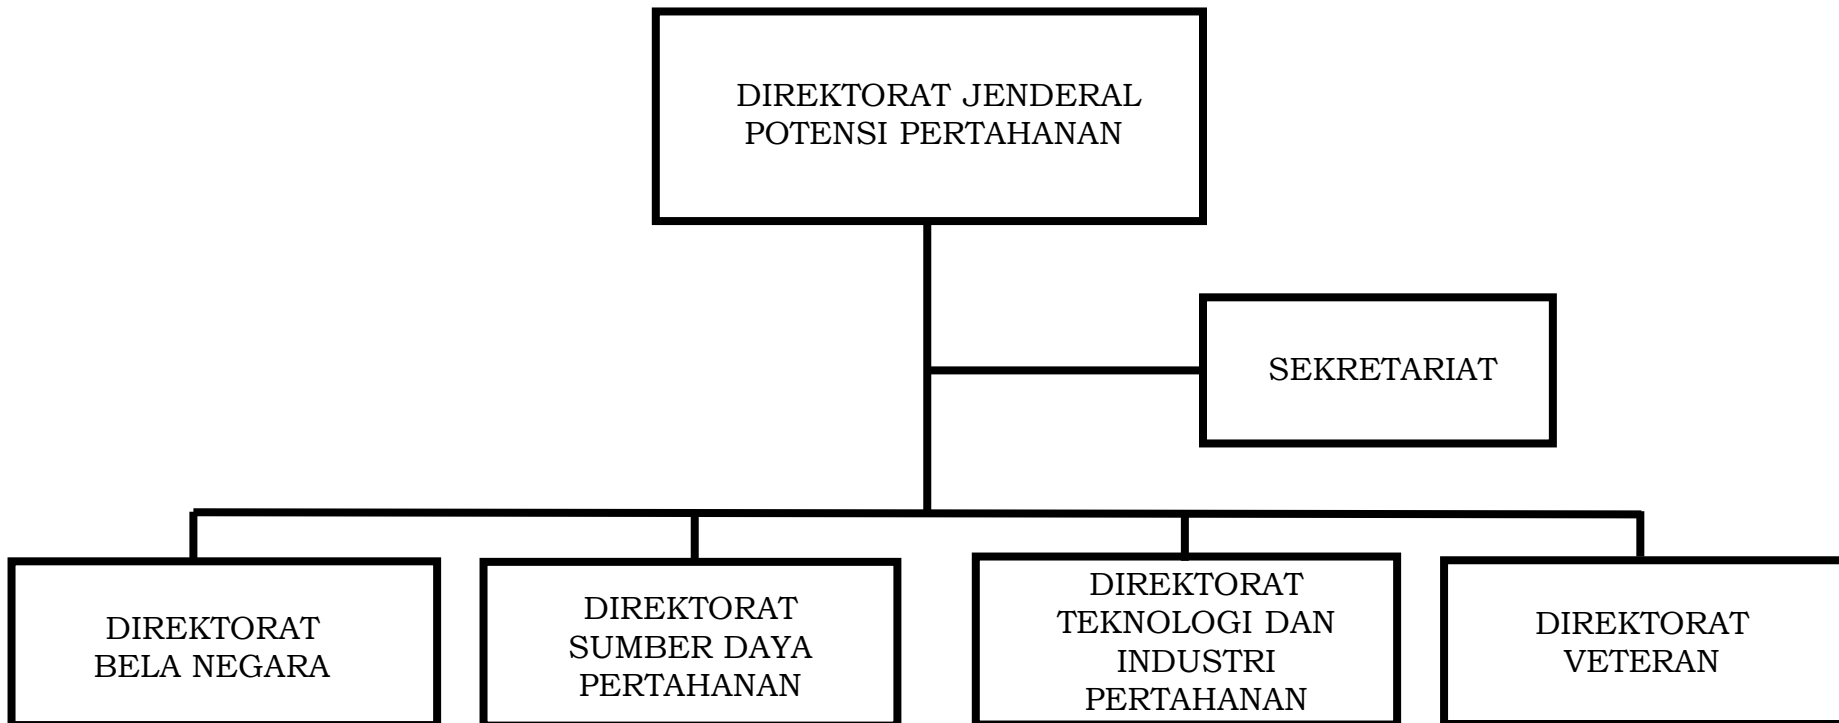 DIREKTORAT JENDERAL
POTENSI PERTAHANAN
SEKRETARIAT
DIREKTORAT
BELA NEGARA
DIREKTORAT
SUMBER DAYA
PERTAHANAN
DIREKTORAT
TEKNOLOGI DAN
INDUSTRI
PERTAHANAN
DIREKTORAT
VETERAN